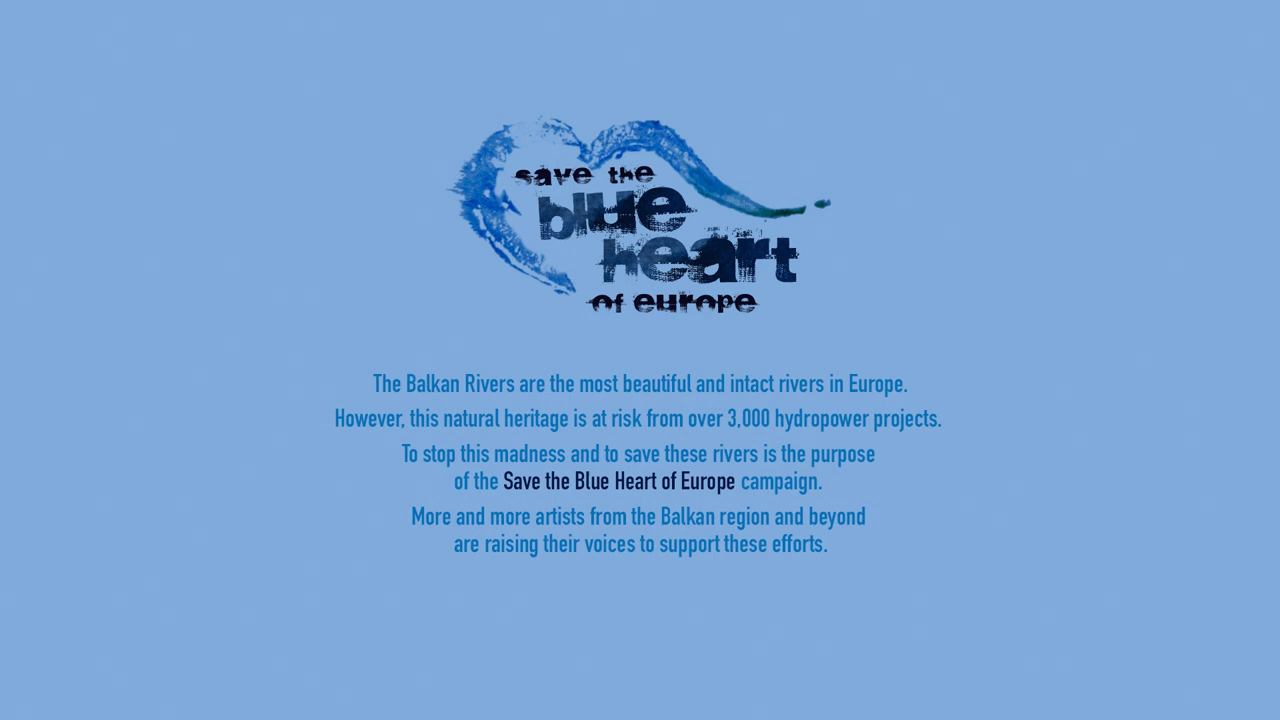 save the
blue
heart
of europe
The Balkan Rivers are the most beautiful and intact rivers in Europe.
However, this natural heritage is at risk from over 3,000 hydropower projects.
To stop this madness and to save these rivers is the purpose
of the Save the Blue Heart of Europe campaign.
More and more artists from the Balkan region and beyond
are raising their voices to support these efforts.